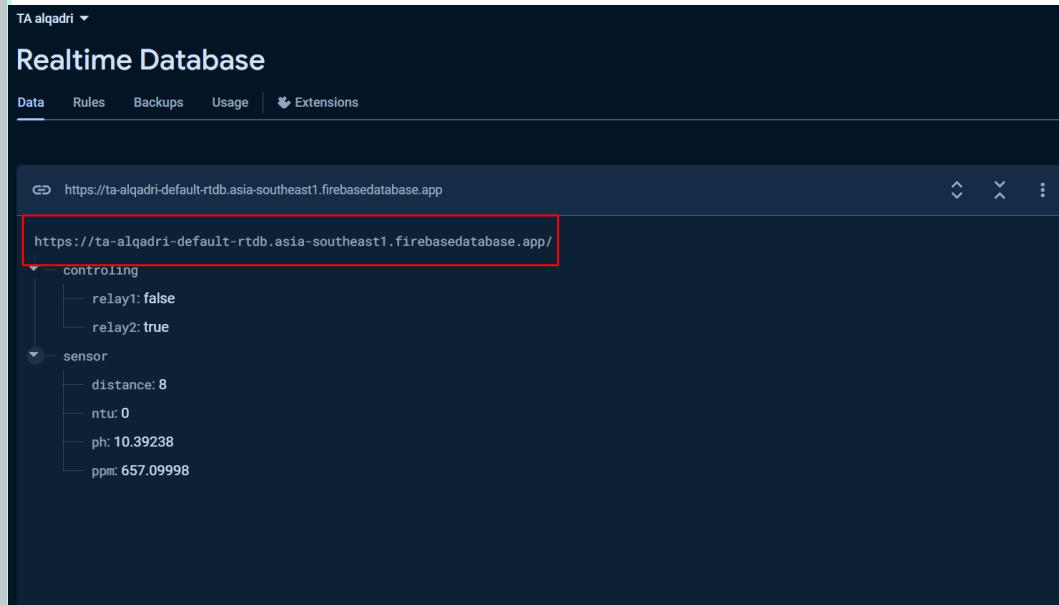 TA alqadri
Realtime Database
Data Rules Backups Usage Extensions
https://ta-alqadri-default-rtdb.asia-southeast1.firebasedatabase.app
https://ta-alqadri-default-rtdb.asia-southeast1.firebasedatabase.app/
controling
relay1: false
relay2: true
sensor
distance: 8
ntu: 0
ph: 10.39238
ppm: 657.09998